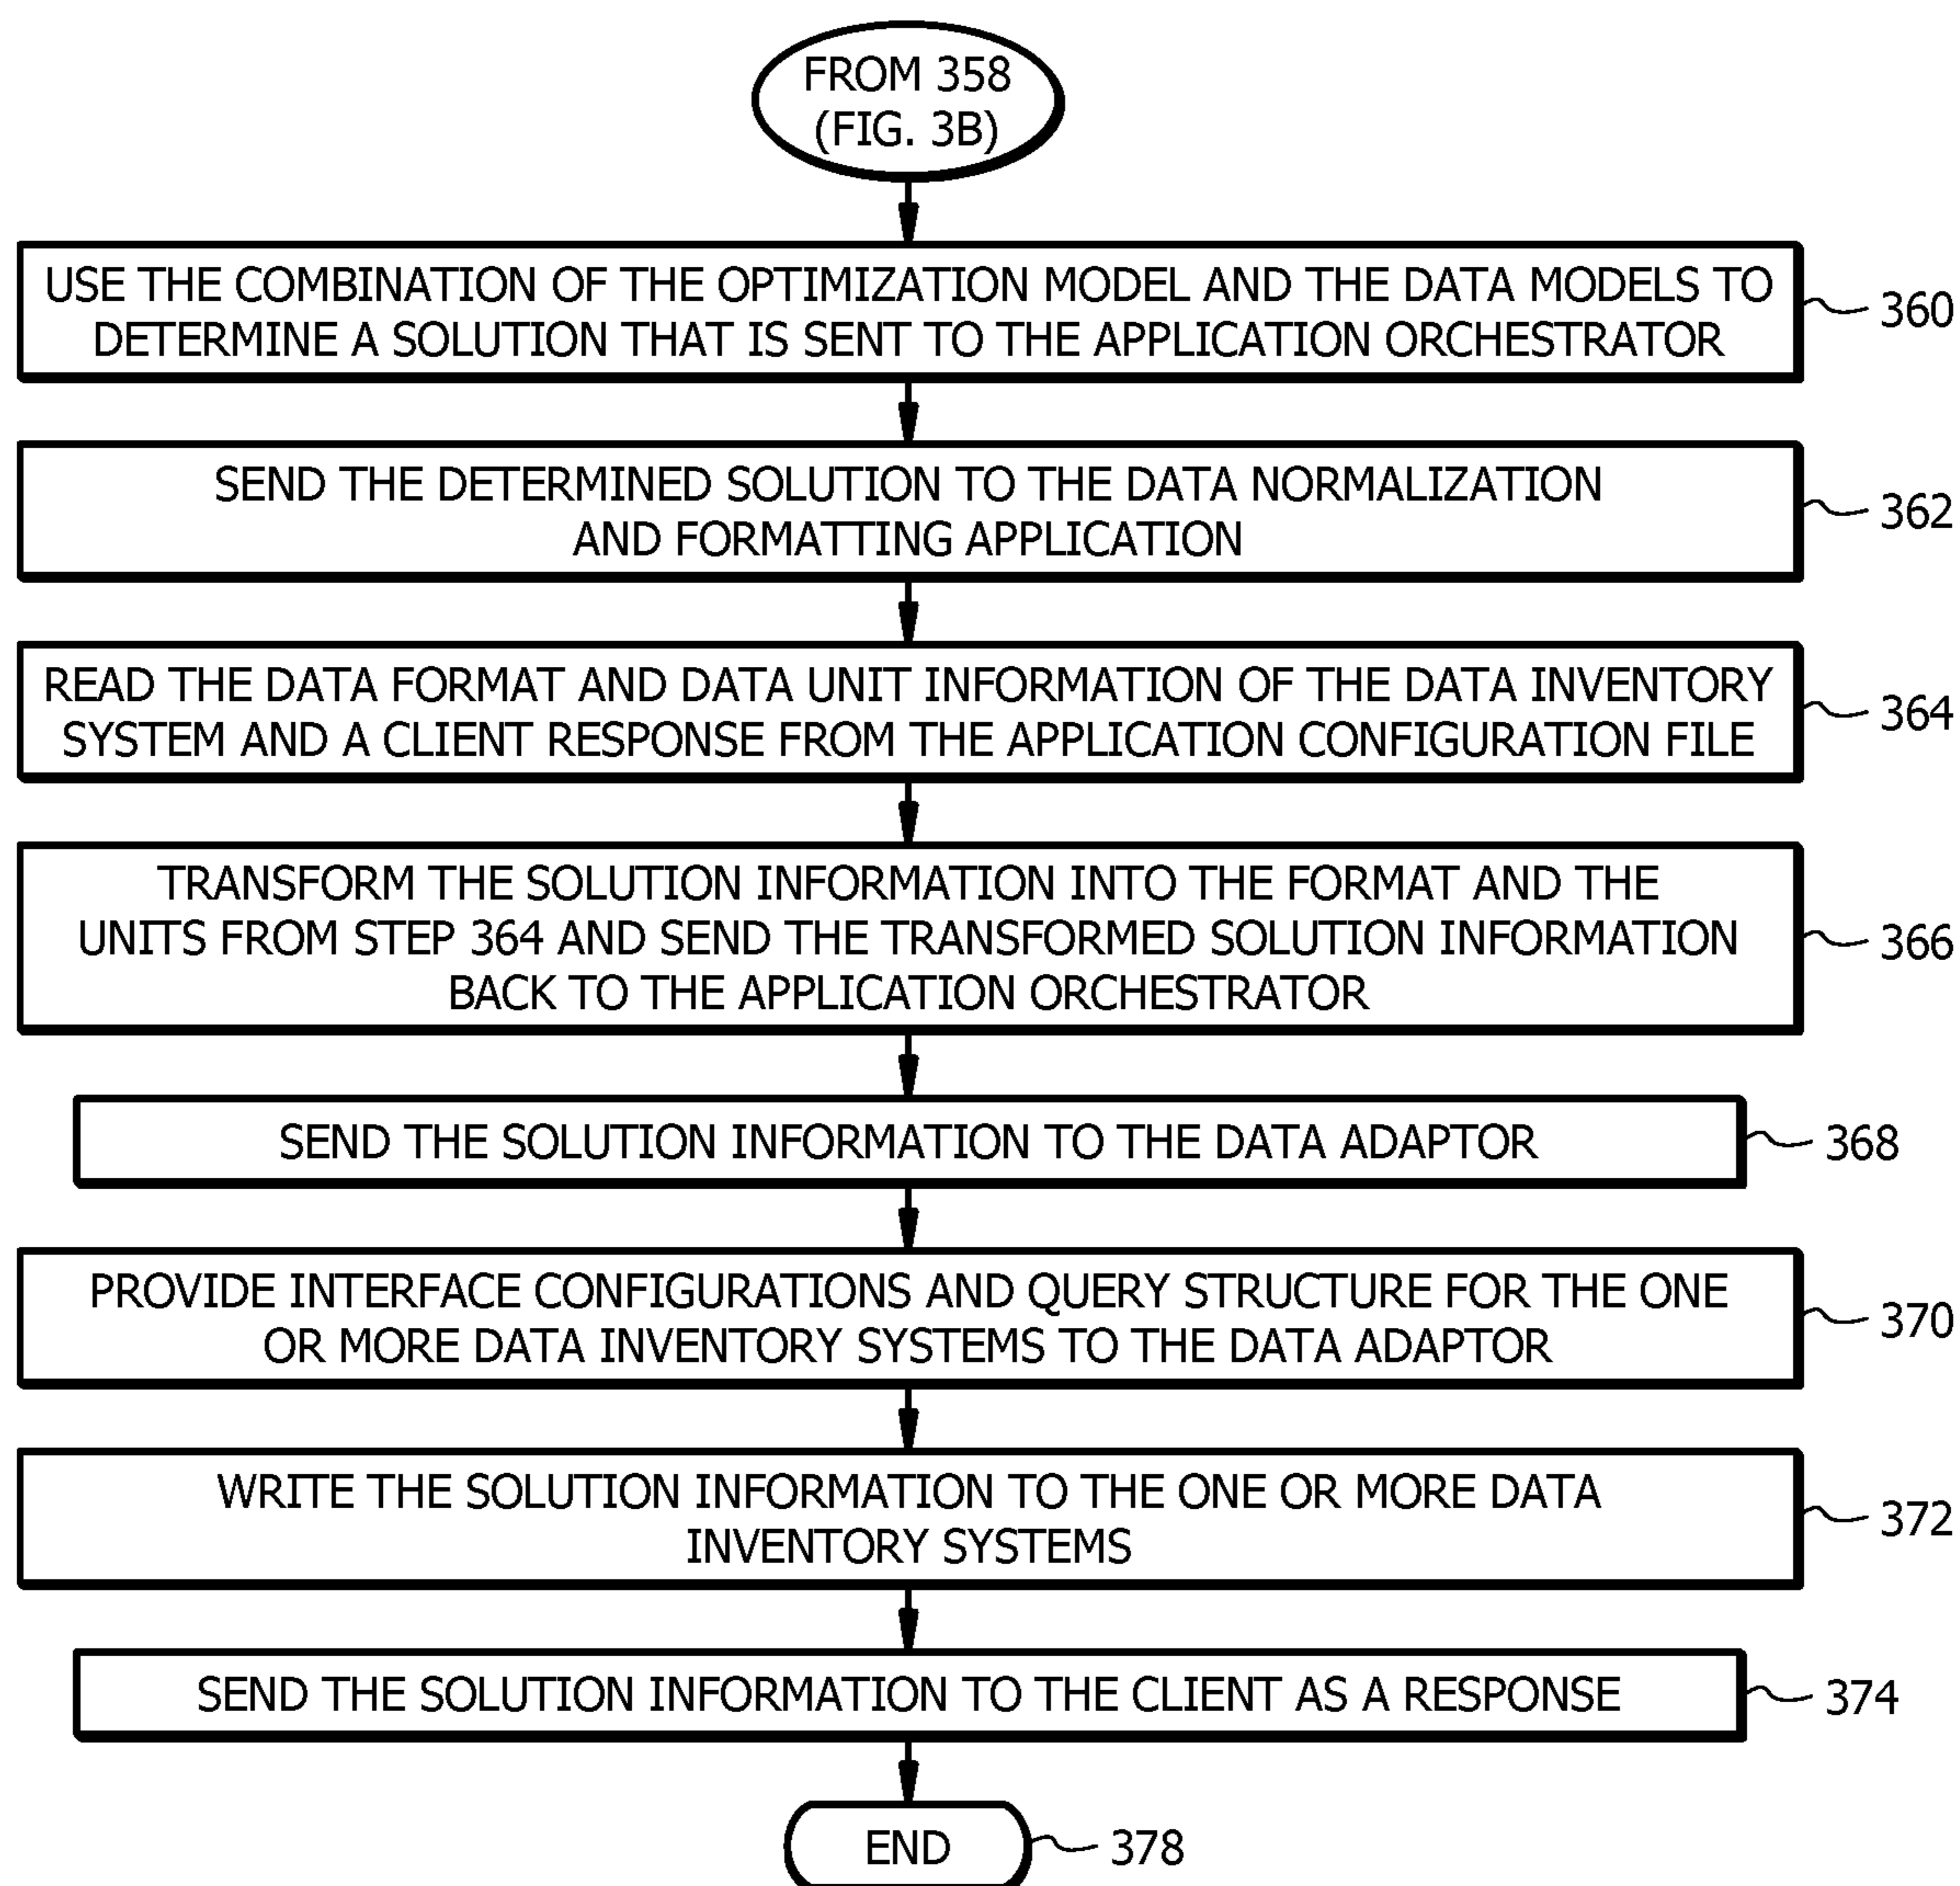 FROM 358
(FIG. 3B)
USE THE COMBINATION OF THE OPTIMIZATION MODEL AND THE DATA MODELS TO
DETERMINE A SOLUTION THAT IS SENT TO THE APPLICATION ORCHESTRATOR
360
SEND THE DETERMINED SOLUTION TO THE DATA NORMALIZATION
AND FORMATTING APPLICATION
362
READ THE DATA FORMAT AND DATA UNIT INFORMATION OF THE DATA INVENTORY
SYSTEM AND A CLIENT RESPONSE FROM THE APPLICATION CONFIGURATION FILE
364
TRANSFORM THE SOLUTION INFORMATION INTO THE FORMAT AND THE
UNITS FROM STEP 364 AND SEND THE TRANSFORMED SOLUTION INFORMATION
BACK TO THE APPLICATION ORCHESTRATOR
366
SEND THE SOLUTION INFORMATION TO THE DATA ADAPTOR
368
PROVIDE INTERFACE CONFIGURATIONS AND QUERY STRUCTURE FOR THE ONE
OR MORE DATA INVENTORY SYSTEMS TO THE DATA ADAPTOR
370
WRITE THE SOLUTION INFORMATION TO THE ONE OR MORE DATA
INVENTORY SYSTEMS
372
SEND THE SOLUTION INFORMATION TO THE CLIENT AS A RESPONSE
374
END
378